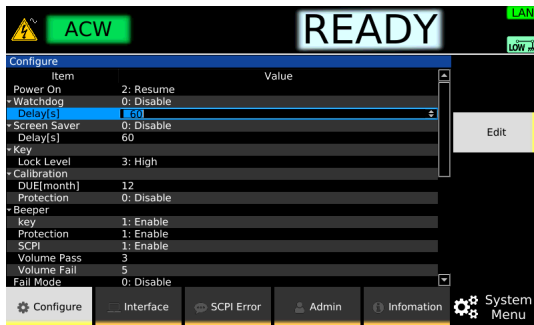 ACW
READY
LAN
LOW
Configure
Item Value
Power On 2: Resume
Watchdog 0: Disable
Delay[s] 60
Screen Saver 0: Disable
Delay[s] 60
Key
Lock Level 3: High
Calibration
DUE[month] 12
Protection 0: Disable
Beeper
key 1: Enable
Protection 1: Enable
SCPI 1: Enable
Volume Pass 3
Volume Fail 5
Fail Mode 0: Disable
Edit
Configure Interface SCPI Error Admin Infomation
System
Menu